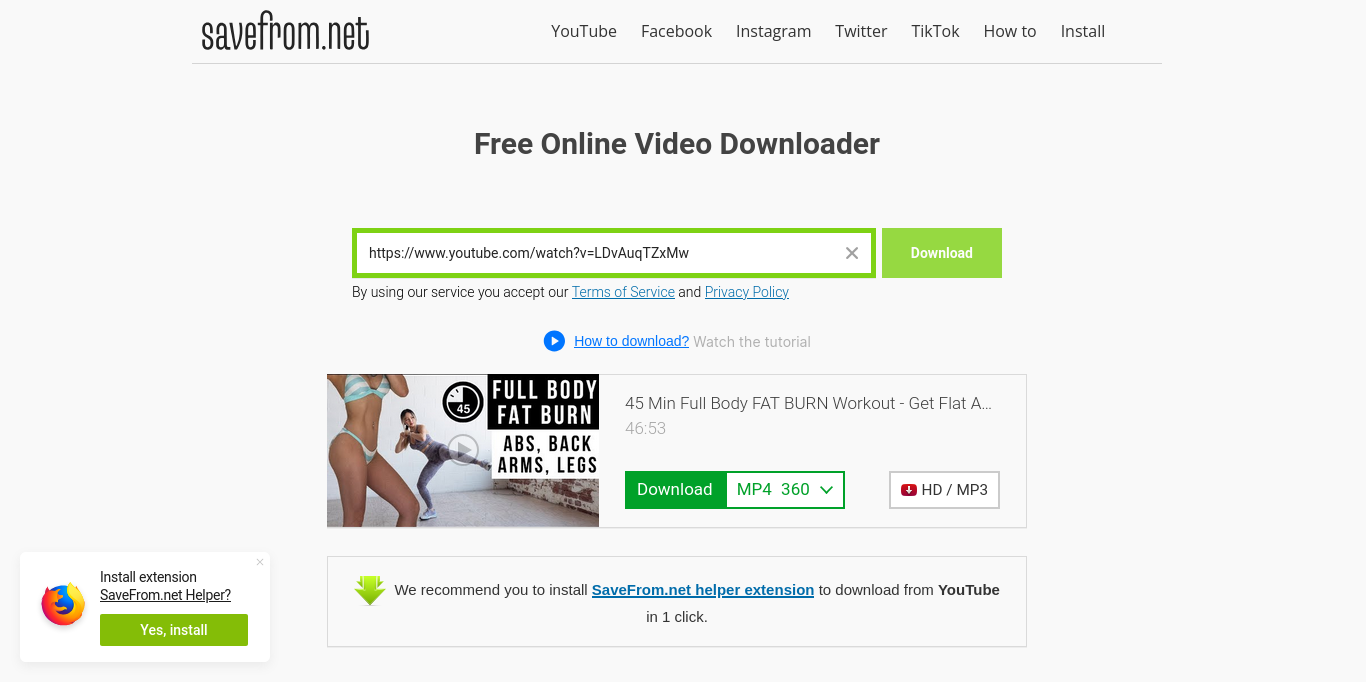 savefrom.net
YouTube Facebook Instagram Twitter TikTok How to Install
Free Online Video Downloader
https://www.youtube.com/watch?v=LDvAuqTZxMw
Download
By using our service you accept our Terms of Service and Privacy Policy
How to download? Watch the tutorial
45
FULL BODY
FAT BURN
ABS, BACK
ARMS, LEGS
45 Min Full Body FAT BURN Workout - Get Flat A...
46:53
Download MP4 360
HD / MP3
Install extension
SaveFrom.net Helper?
Yes, install
We recommend you to install SaveFrom.net helper extension to download from YouTube
in 1 click.